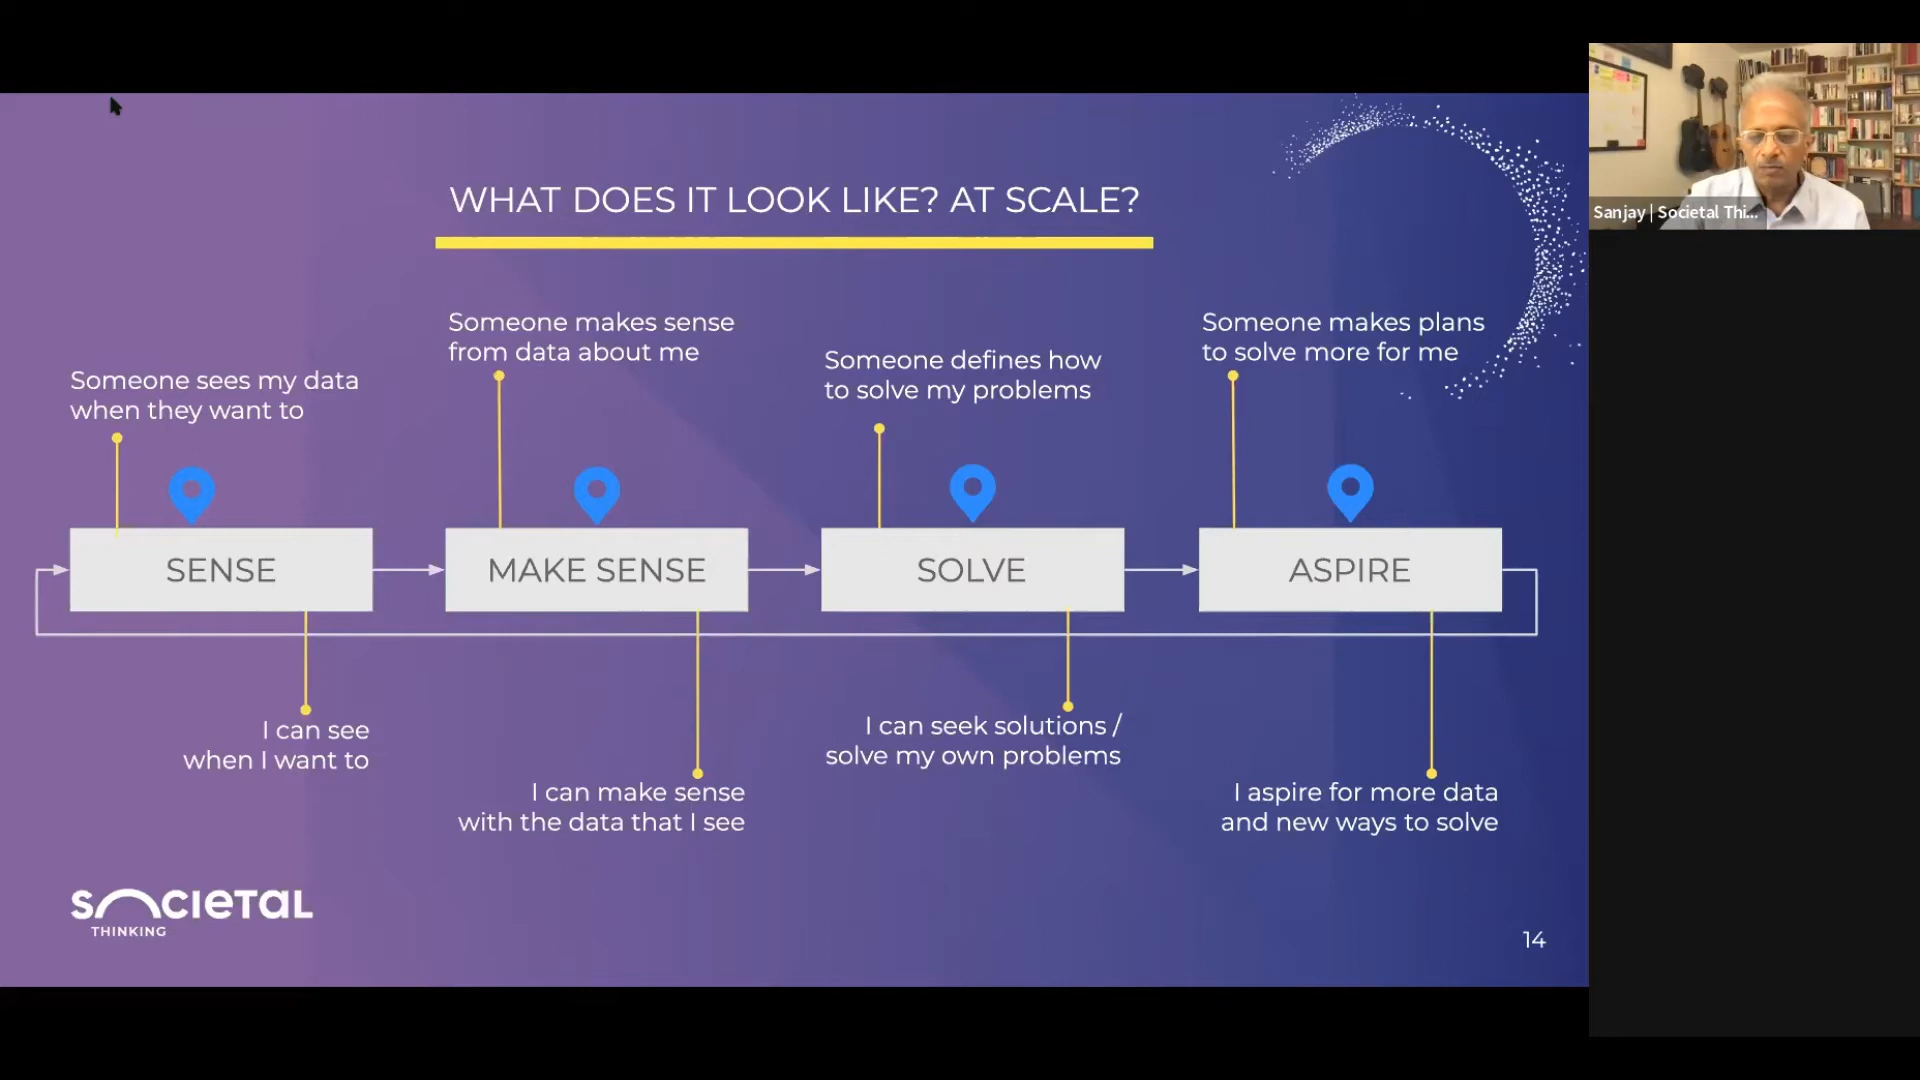 WHAT DOES IT LOOK LIKE? AT SCALE?
Someone sees my data
when they want to
Someone makes sense
from data about me
Someone defines how
to solve my problems
Someone makes plans
to solve more for me
SENSE
MAKE SENSE
SOLVE
ASPIRE
I can see
when I want to
I can make sense
with the data that I see
I can seek solutions /
solve my own problems
I aspire for more data
and new ways to solve
SOCIETAL
THINKING
14
Sanjay | Societal Thi...